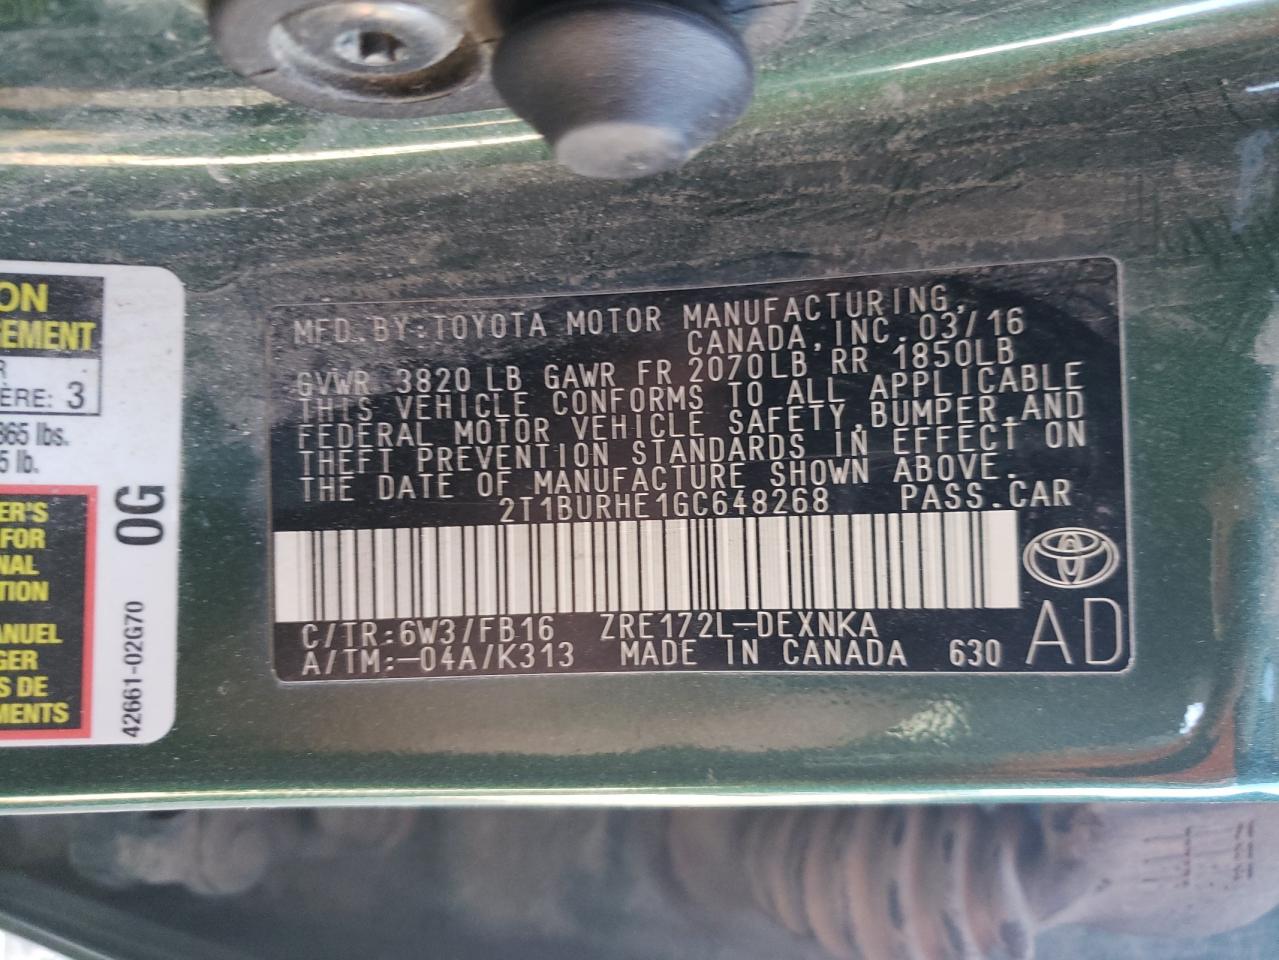 ON
EMENT
R
ÈRE: 3
365 lbs.
5 lb.
ER'S
FOR
NAL
TION
ANUEL
GER
S DE
MENTS
0G
42661-02G70
MFD. BY:TOYOTA MOTOR MANUFACTURING,
CANADA, INC. 03/16
GVWR 3820 LB GAWR FR 2070LB RR 1850LB
THIS VEHICLE CONFORMS TO ALL APPLICABLE
FEDERAL MOTOR VEHICLE SAFETY,BUMPER,AND
THEFT PREVENTION STANDARDS IN EFFECT ON
THE DATE OF MANUFACTURE SHOWN ABOVE.
2T1BURHE1GC648268 PASS.CAR
C/TR:6W3/FB16 ZRE172L-DEXNKA
A/TM:-04A/K313 MADE IN CANADA 630
AD